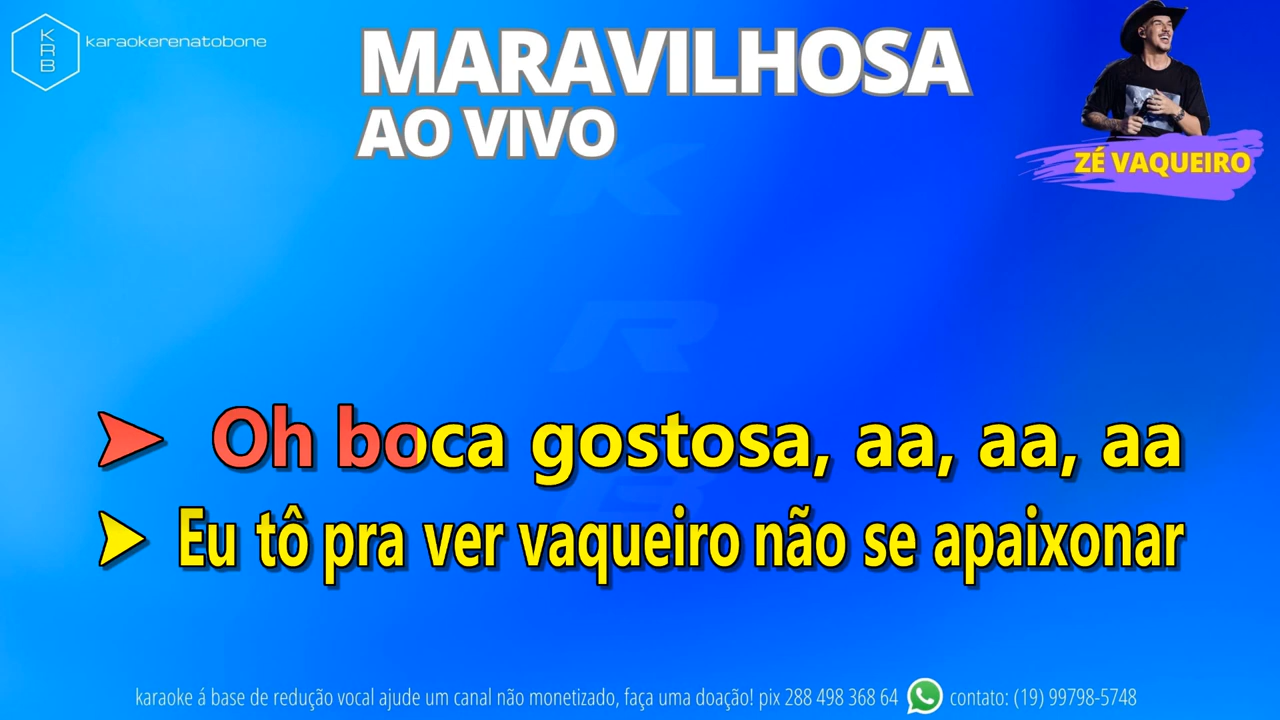 KRB
karaokerenatobone
MARAVILHOSA
AO VIVO
ZÉ VAQUEIRO
K
R
B
Oh boca gostosa, aa, aa, aa
Eu tô pra ver vaqueiro não se apaixonar
karaoke á base de redução vocal ajude um canal não monetizado, faça uma doação! pix 288 498 368 64 contato: (19) 99798-5748